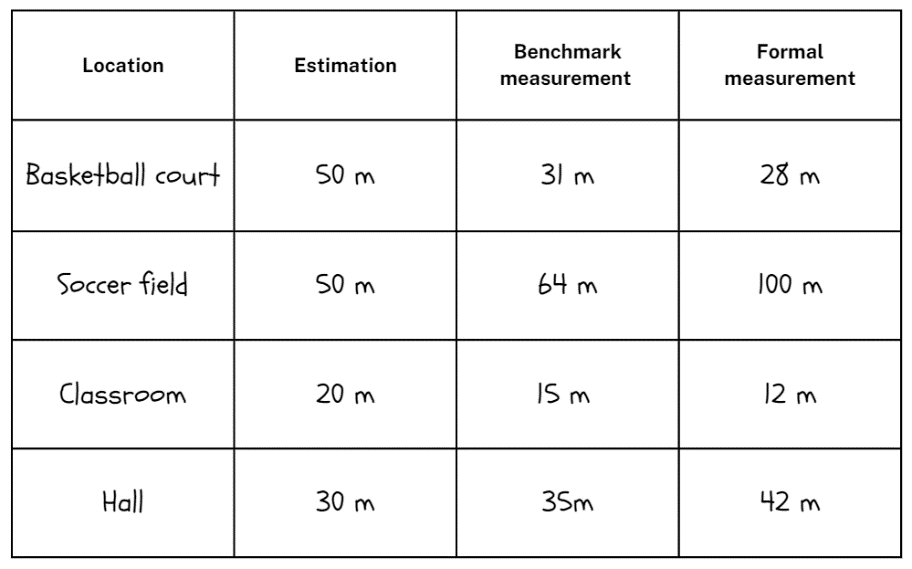 Location Estimation Benchmark measurement Formal measurement
Basketball court 50 m 31 m 28 m
Soccer field 50 m 64 m 100 m
Classroom 20 m 15 m 12 m
Hall 30 m 35m 42 m